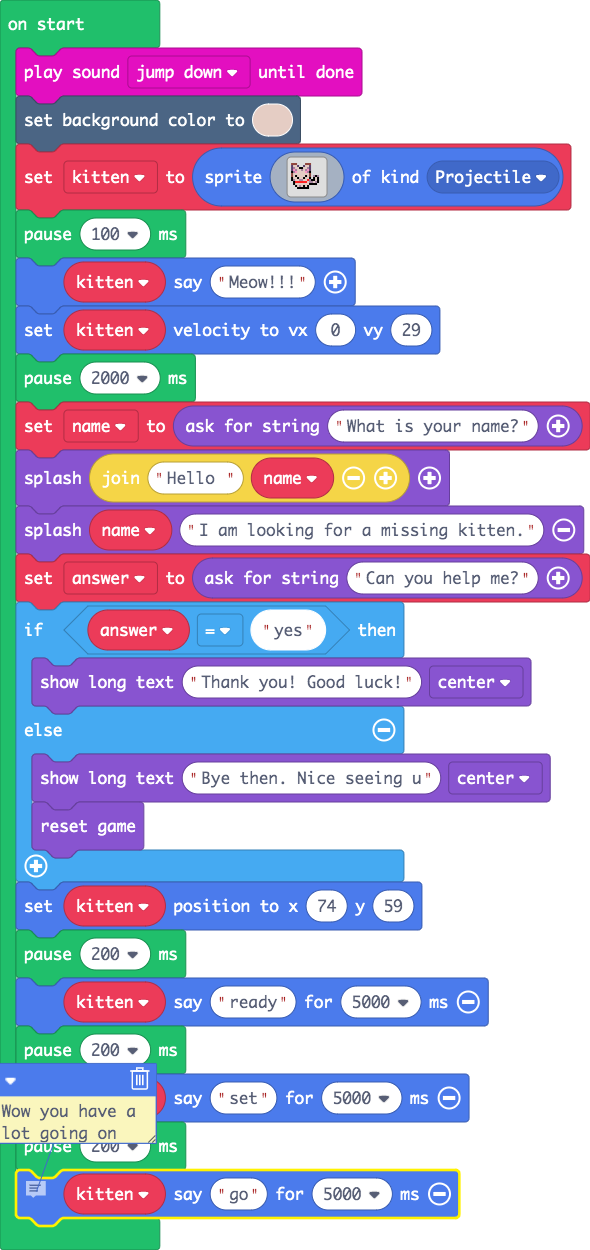 on start
play sound jump down until done
set background color to
set kitten to sprite of kind Projectile
pause 100 ms
kitten say "Meow!!!"
set kitten velocity to vx 0 vy 29
pause 2000 ms
set name to ask for string "What is your name?"
splash join "Hello " name
splash name "I am looking for a missing kitten."
set answer to ask for string "Can you help me?"
if answer = "yes" then
show long text "Thank you! Good luck!" center
else
show long text "Bye then. Nice seeing u" center
reset game
set kitten position to x 74 y 59
pause 200 ms
kitten say "ready" for 5000 ms
pause 200 ms
say "set" for 5000 ms
Wow you have a
lot going on
pause 200 ms
kitten say "go" for 5000 ms